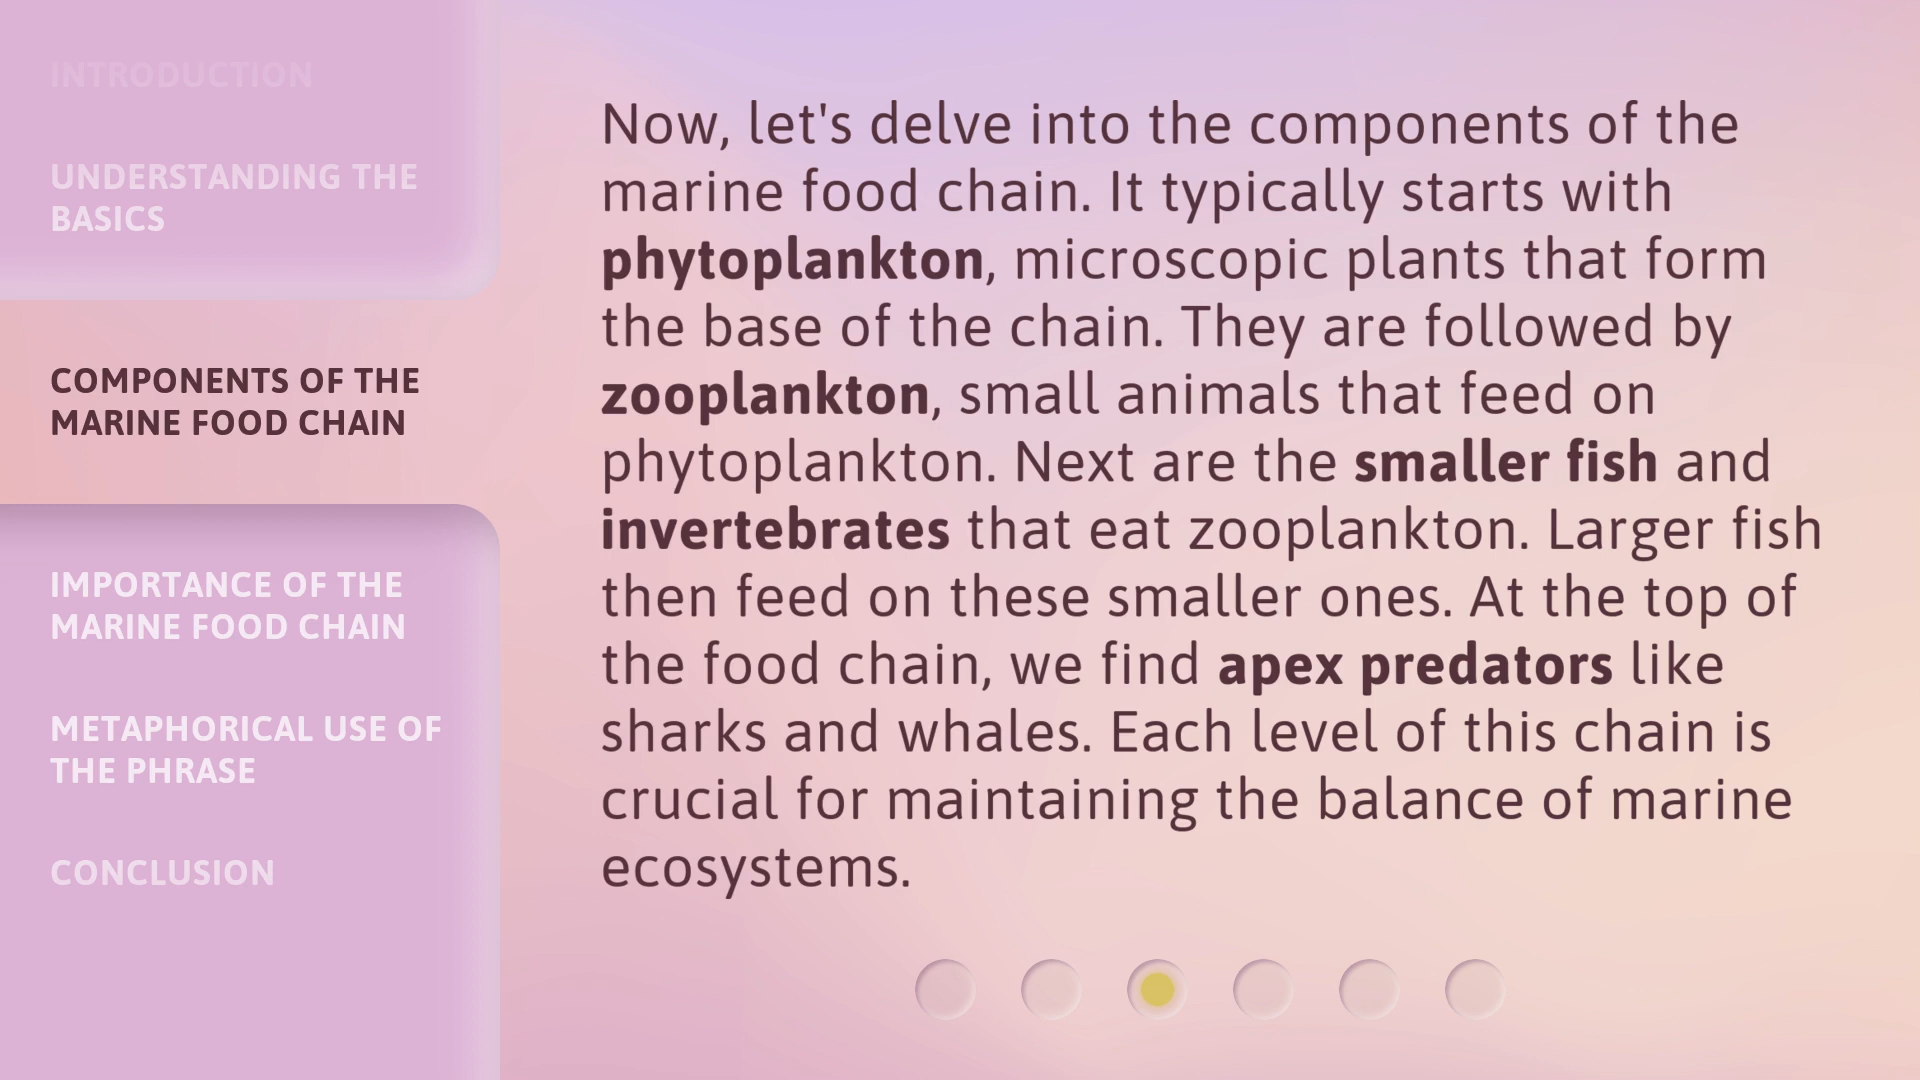 INTRODUCTION
UNDERSTANDING THE
BASICS
COMPONENTS OF THE
MARINE FOOD CHAIN
IMPORTANCE OF THE
MARINE FOOD CHAIN
METAPHORICAL USE OF
THE PHRASE
CONCLUSION
Now, let's delve into the components of the
marine food chain. It typically starts with
phytoplankton, microscopic plants that form
the base of the chain. They are followed by
zooplankton, small animals that feed on
phytoplankton. Next are the smaller fish and
invertebrates that eat zooplankton. Larger fish
then feed on these smaller ones. At the top of
the food chain, we find apex predators like
sharks and whales. Each level of this chain is
crucial for maintaining the balance of marine
ecosystems.